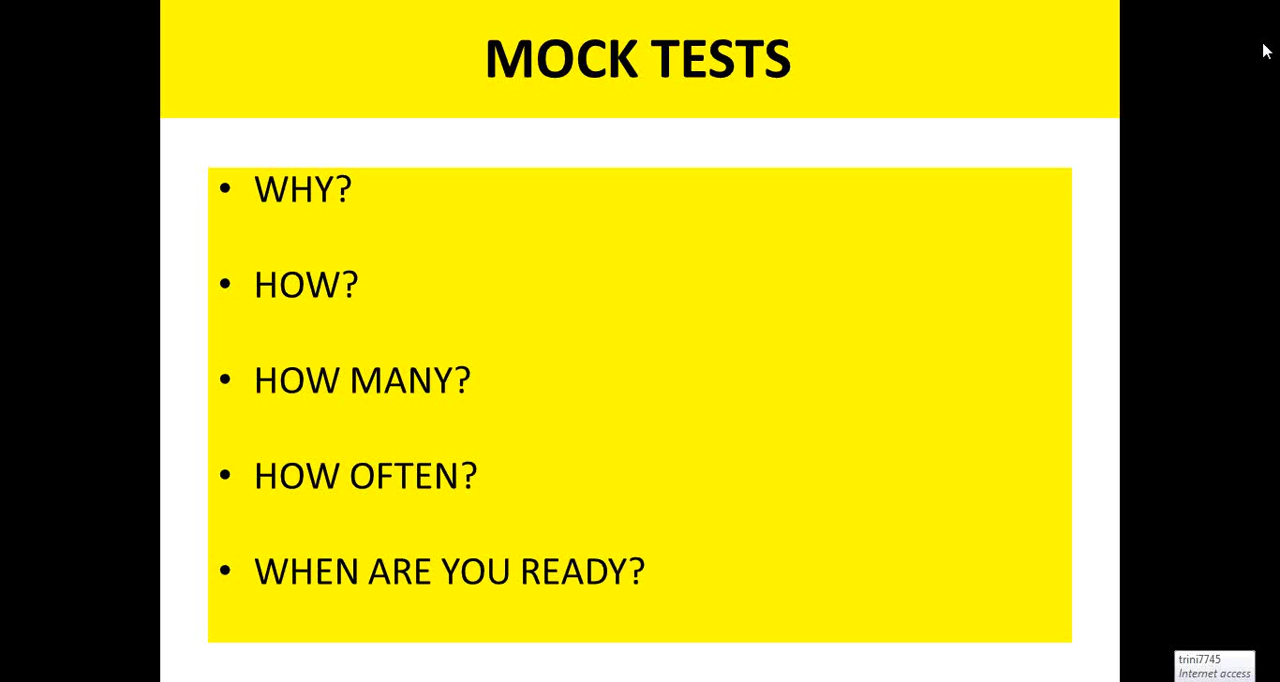 MOCK TESTS
• WHY?
• HOW?
• HOW MANY?
• HOW OFTEN?
• WHEN ARE YOU READY?
trini7745
Internet access